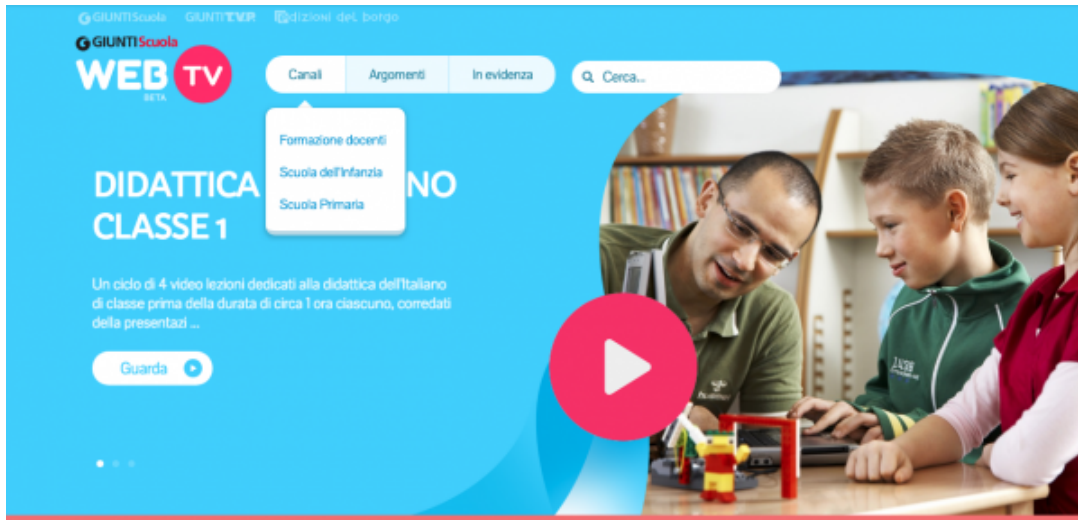 GIUNTIScuola GIUNTIT.V.P. Edizioni del borgo
GIUNTIScuola
WEB TV
BETA
Canali Argomenti In evidenza Cerca...
Formazione docenti
Scuola dell'Infanzia
Scuola Primaria
DIDATTICA NO
CLASSE 1
Un ciclo di 4 video lezioni dedicati alla didattica dell'Italiano
di classe prima della durata di circa 1 ora ciascuno, corredati
della presentazi ...
Guarda